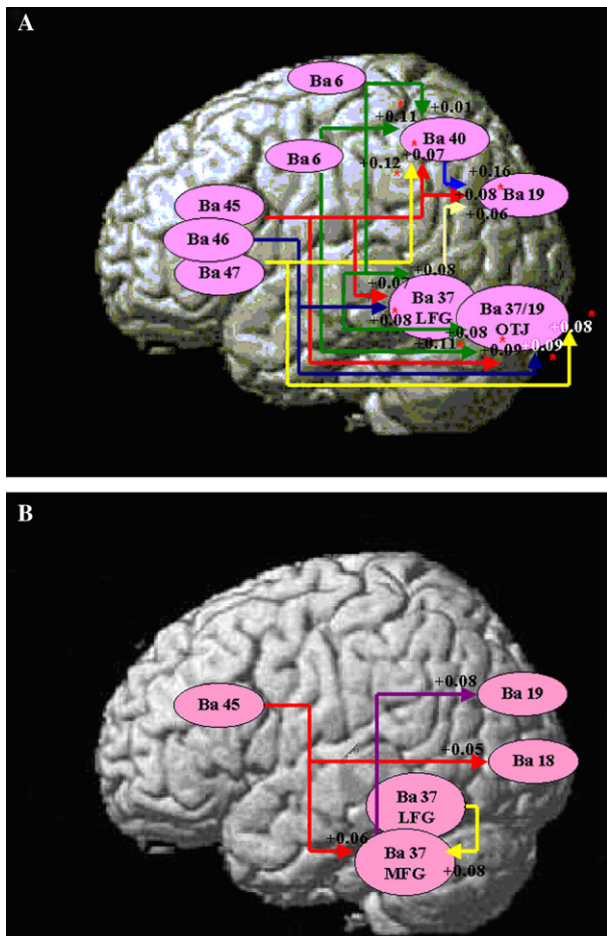 A
Ba 6
+0.11
+0.01
Ba 40
Ba 6
+0.12
+0.07
+0.16
Ba 45
+0.08
Ba 19
+0.06
Ba 46
Ba 47
+0.08
+0.07
Ba 37
LFG
Ba 37/19
OTJ
+0.08
+0.08
+0.08
+0.11
+0.09
+0.09
B
+0.08
Ba 45
Ba 19
+0.05
Ba 18
Ba 37
LFG
+0.06
Ba 37
MFG
+0.08